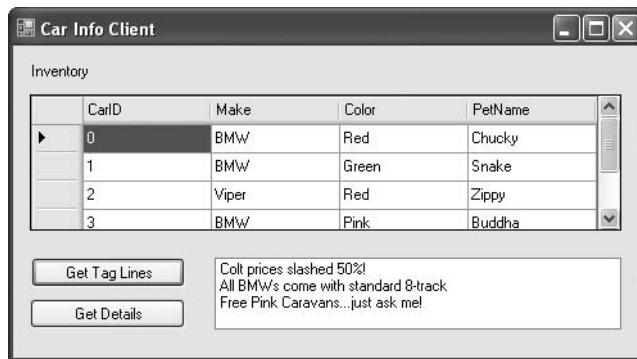 Car Info Client
Inventory
CarID Make Color PetName
0 BMW Red Chucky
1 BMW Green Snake
2 Viper Red Zippy
3 BMW Pink Buddha
Get Tag Lines
Colt prices slashed 50%!
All BMWs come with standard 8-track
Free Pink Caravans...just ask me!
Get Details